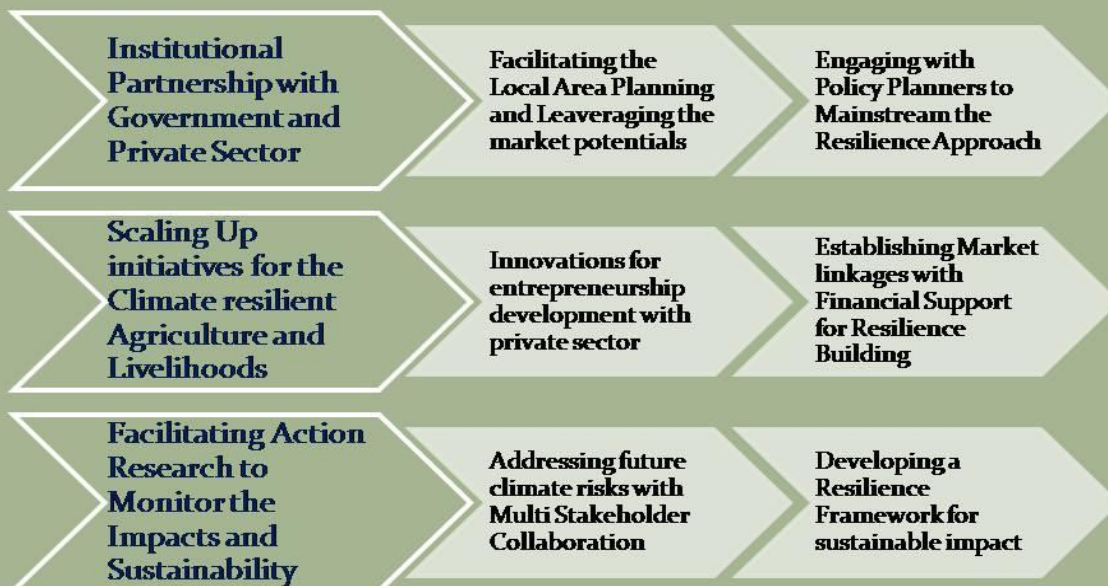 Institutional
Partnership with
Government and
Private Sector
Facilitating the
Local Area Planning
and Leaveraging the
market potentials
Engaging with
Policy Planners to
Mainstream the
Resilience Approach
Scaling Up
initiatives for the
Climate resilient
Agriculture and
Livelihoods
Innovations for
entrepreneurship
development with
private sector
Establishing Market
linkages with
Financial Support
for Resilience
Building
Facilitating Action
Research to
Monitor the
Impacts and
Sustainability
Addressing future
climate risks with
Multi Stakeholder
Collaboration
Developing a
Resilience
Framework for
sustainable impact